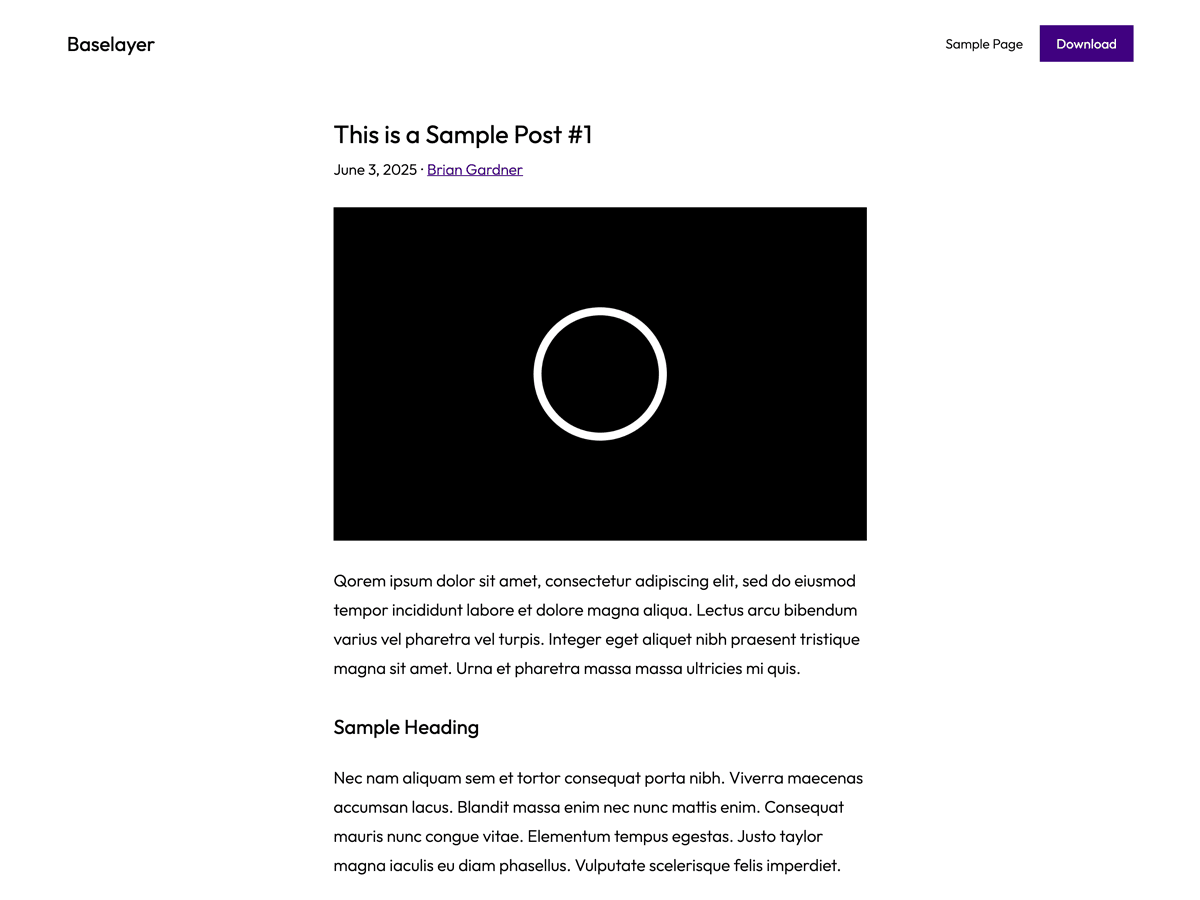 Baselayer
Sample Page
Download
This is a Sample Post #1
June 3, 2025 · Brian Gardner
Qorem ipsum dolor sit amet, consectetur adipiscing elit, sed do eiusmod
tempor incididunt labore et dolore magna aliqua. Lectus arcu bibendum
varius vel pharetra vel turpis. Integer eget aliquet nibh praesent tristique
magna sit amet. Urna et pharetra massa massa ultricies mi quis.
Sample Heading
Nec nam aliquam sem et tortor consequat porta nibh. Viverra maecenas
accumsan lacus. Blandit massa enim nec nunc mattis enim. Consequat
mauris nunc congue vitae. Elementum tempus egestas. Justo taylor
magna iaculis eu diam phasellus. Vulputate scelerisque felis imperdiet.